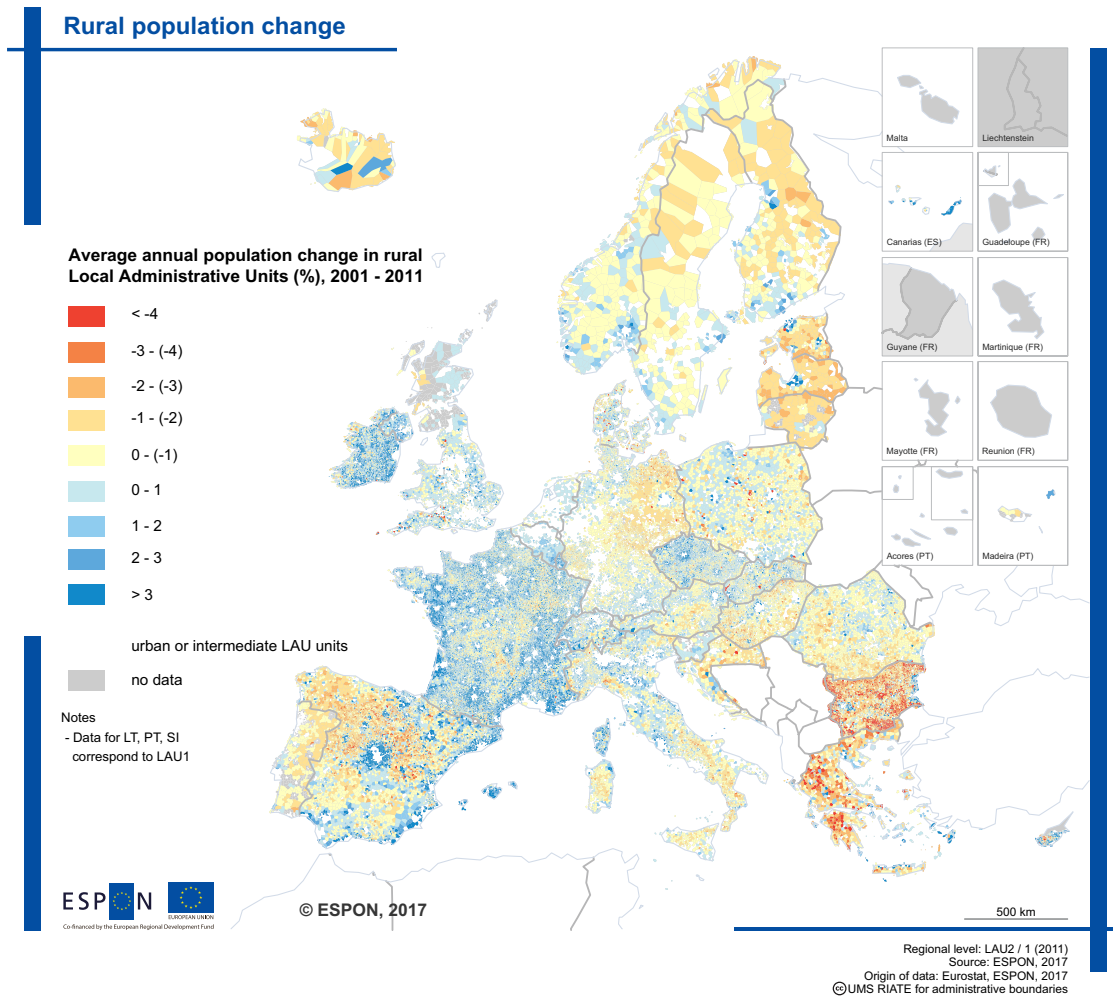 Rural population change
Average annual population change in rural
Local Administrative Units (%), 2001 - 2011
< -4
-3 - (-4)
-2 - (-3)
-1 - (-2)
0 - (-1)
0 - 1
1 - 2
2 - 3
> 3
urban or intermediate LAU units
no data
Notes
- Data for LT, PT, SI
correspond to LAU1
Malta
Liechtenstein
Canarias (ES)
Guadeloupe (FR)
Guyane (FR)
Martinique (FR)
Mayotte (FR)
Reunion (FR)
Acores (PT)
Madeira (PT)
ESPON
EUROPEAN UNION
Co-financed by the European Regional Development Fund
© ESPON, 2017
500 km
Regional level: LAU2 / 1 (2011)
Source: ESPON, 2017
Origin of data: Eurostat, ESPON, 2017
🅭 UMS RIATE for administrative boundaries